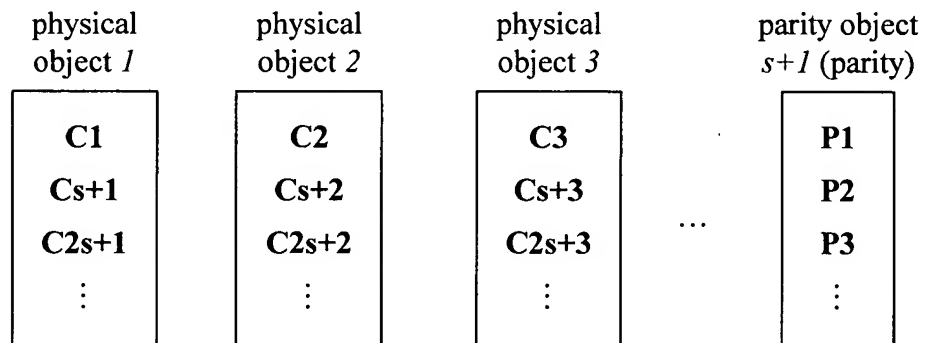 physical object 1
physical object 2
physical object 3
parity object s+1 (parity)
C1
Cs+1
C2s+1
⋮
C2
Cs+2
C2s+2
⋮
C3
Cs+3
C2s+3
⋮
...
P1
P2
P3
⋮